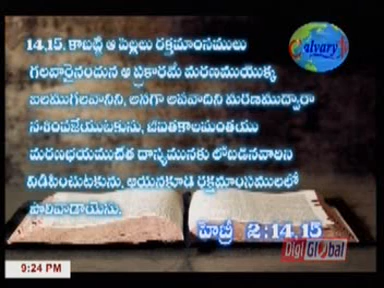 14,15. కాబట్టి ఆ పిల్లలు రక్తమాంసములు
గలవారైనందున ఆ ప్రకారమే మరణముయొక్క
బలముగలవానిని, అనగా అపవాదిని మరణముద్వారా
నశింపజేయుటకును, జీవితకాలమంతయు
మరణభయముచేత దాస్యమునకు లోబడినవారిని
విడిపించుటకును, ఆయనకూడ రక్తమాంసములలో
పాలివాడాయెను.
హెబ్రీ 2:14,15
Calvary
Digi Global
9:24 PM